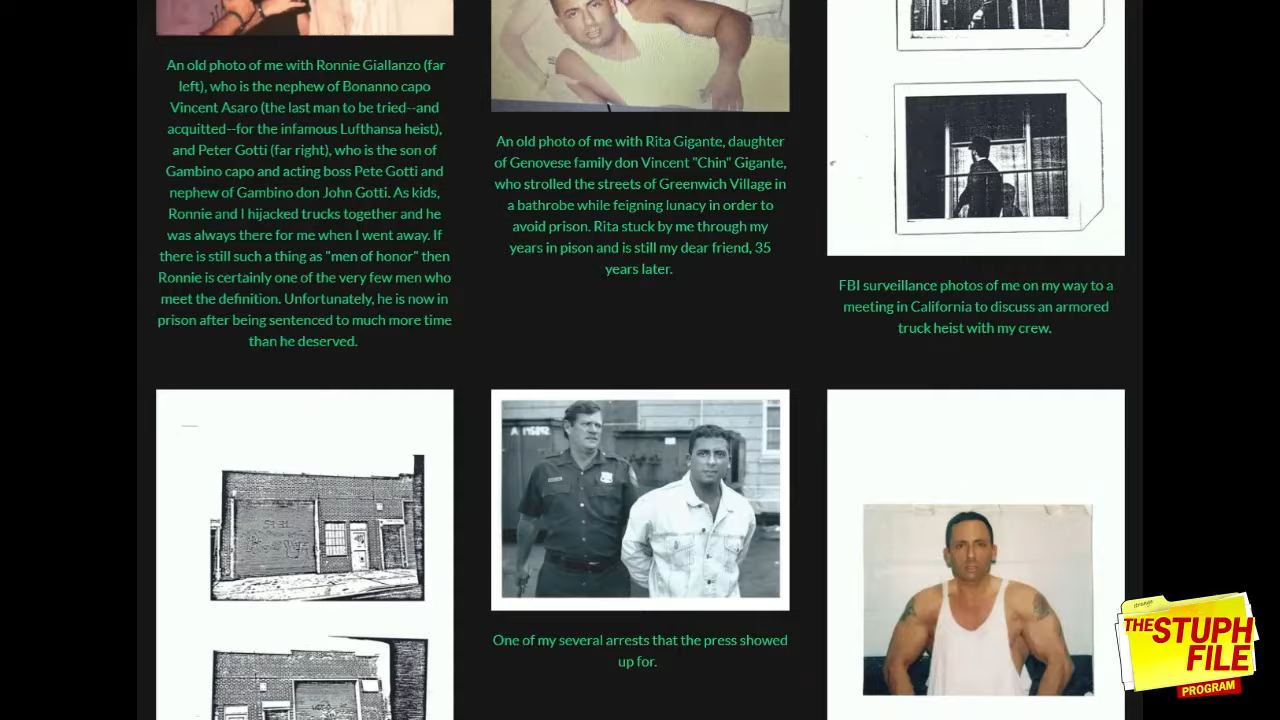 An old photo of me with Ronnie Giallanzo (far
left), who is the nephew of Bonanno capo
Vincent Asaro (the last man to be tried--and
acquitted--for the infamous Lufthansa heist),
and Peter Gotti (far right), who is the son of
Gambino capo and acting boss Pete Gotti and
nephew of Gambino don John Gotti. As kids,
Ronnie and I hijacked trucks together and he
was always there for me when I went away. If
there is still such a thing as "men of honor" then
Ronnie is certainly one of the very few men who
meet the definition. Unfortunately, he is now in
prison after being sentenced to much more time
than he deserved.
An old photo of me with Rita Gigante, daughter
of Genovese family don Vincent "Chin" Gigante,
who strolled the streets of Greenwich Village in
a bathrobe while feigning lunacy in order to
avoid prison. Rita stuck by me through my
years in pison and is still my dear friend, 35
years later.
FBI surveillance photos of me on my way to a
meeting in California to discuss an armored
truck heist with my crew.
One of my several arrests that the press showed
up for.
strange
THE STUPH
FILE
PROGRAM